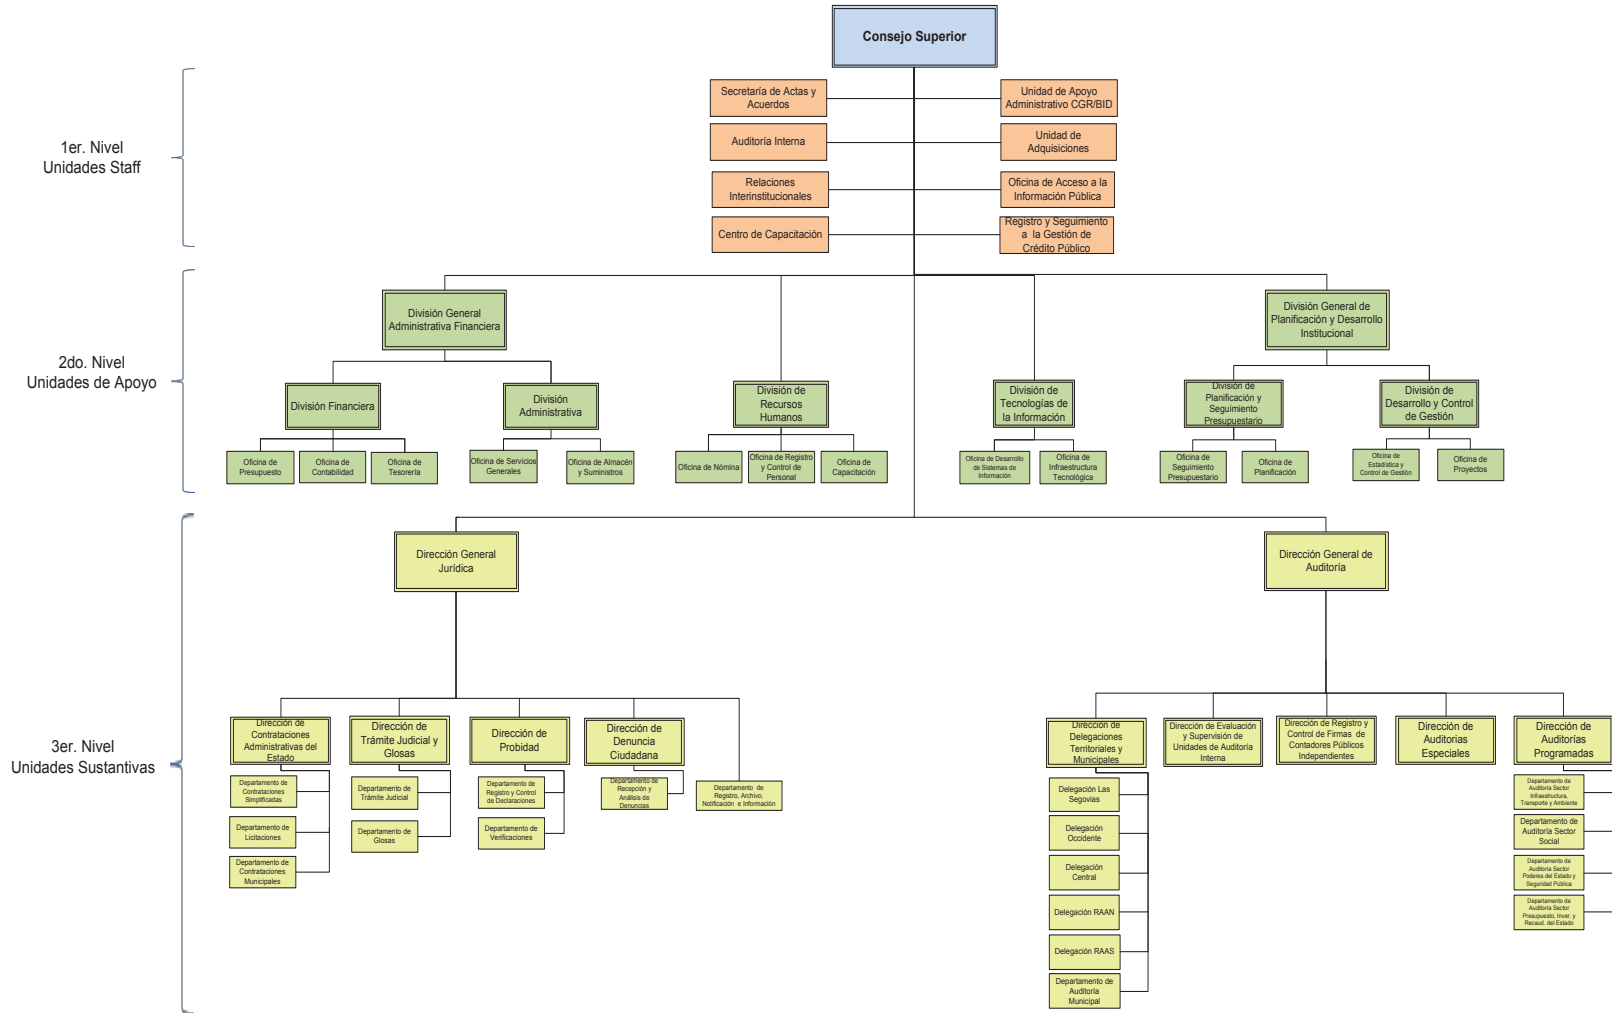 Consejo Superior
1er. Nivel
Unidades Staff
Secretaría de Actas y
Acuerdos
Unidad de Apoyo
Administrativo CGR/BID
Auditoría Interna
Unidad de
Adquisiciones
Relaciones
Interinstitucionales
Oficina de Acceso a la
Información Pública
Centro de Capacitación
Registro y Seguimiento
a la Gestión de
Crédito Público
2do. Nivel
Unidades de Apoyo
División General
Administrativa Financiera
División General de
Planificación y Desarrollo
Institucional
División Financiera
División
Administrativa
División de
Recursos
Humanos
División de
Tecnologías de
la Información
División de
Planificación y
Seguimiento
Presupuestario
División de
Desarrollo y Control
de Gestión
Oficina de
Presupuesto
Oficina de
Contabilidad
Oficina de
Tesorería
Oficina de Servicios
Generales
Oficina de Almacén
y Suministros
Oficina de Nómina
Oficina de Registro
y Control de
Personal
Oficina de
Capacitación
Oficina de Desarrollo
de Sistemas de
Información
Oficina de
Infraestructura
Tecnológica
Oficina de
Seguimiento
Presupuestario
Oficina de
Planificación
Oficina de
Estadística y
Control de Gestión
Oficina de
Proyectos
3er. Nivel
Unidades Sustantivas
Dirección General
Jurídica
Dirección General de
Auditoría
Dirección de
Contrataciones
Administrativas del
Estado
Dirección de
Trámite Judicial y
Glosas
Dirección de
Probidad
Dirección de
Denuncia
Ciudadana
Departamento de
Contrataciones
Simplificadas
Departamento de
Licitaciones
Departamento de
Contrataciones
Municipales
Departamento de
Trámite Judicial
Departamento de
Glosas
Departamento de
Registro y Control
de Declaraciones
Departamento de
Verificaciones
Departamento de
Recepción y
Análisis de
Denuncias
Departamento de
Registro, Archivo,
Notificación e Información
Dirección de
Delegaciones
Territoriales y
Municipales
Dirección de Evaluación
y Supervisión de
Unidades de Auditoría
Interna
Dirección de Registro y
Control de Firmas de
Contadores Públicos
Independientes
Dirección de
Auditorias
Especiales
Dirección de
Auditorías
Programadas
Delegación Las
Segovias
Delegación
Occidente
Delegación
Central
Delegación RAAN
Delegación RAAS
Departamento de
Auditoría
Municipal
Departamento de
Auditoría Sector
Infraestructura,
Transporte y Ambiente
Departamento de
Auditoría Sector
Social
Departamento de
Auditoría Sector
Poderes del Estado y
Seguridad Pública
Departamento de
Auditoría Sector
Presupuesto, Inver. y
Recaud. del Estado